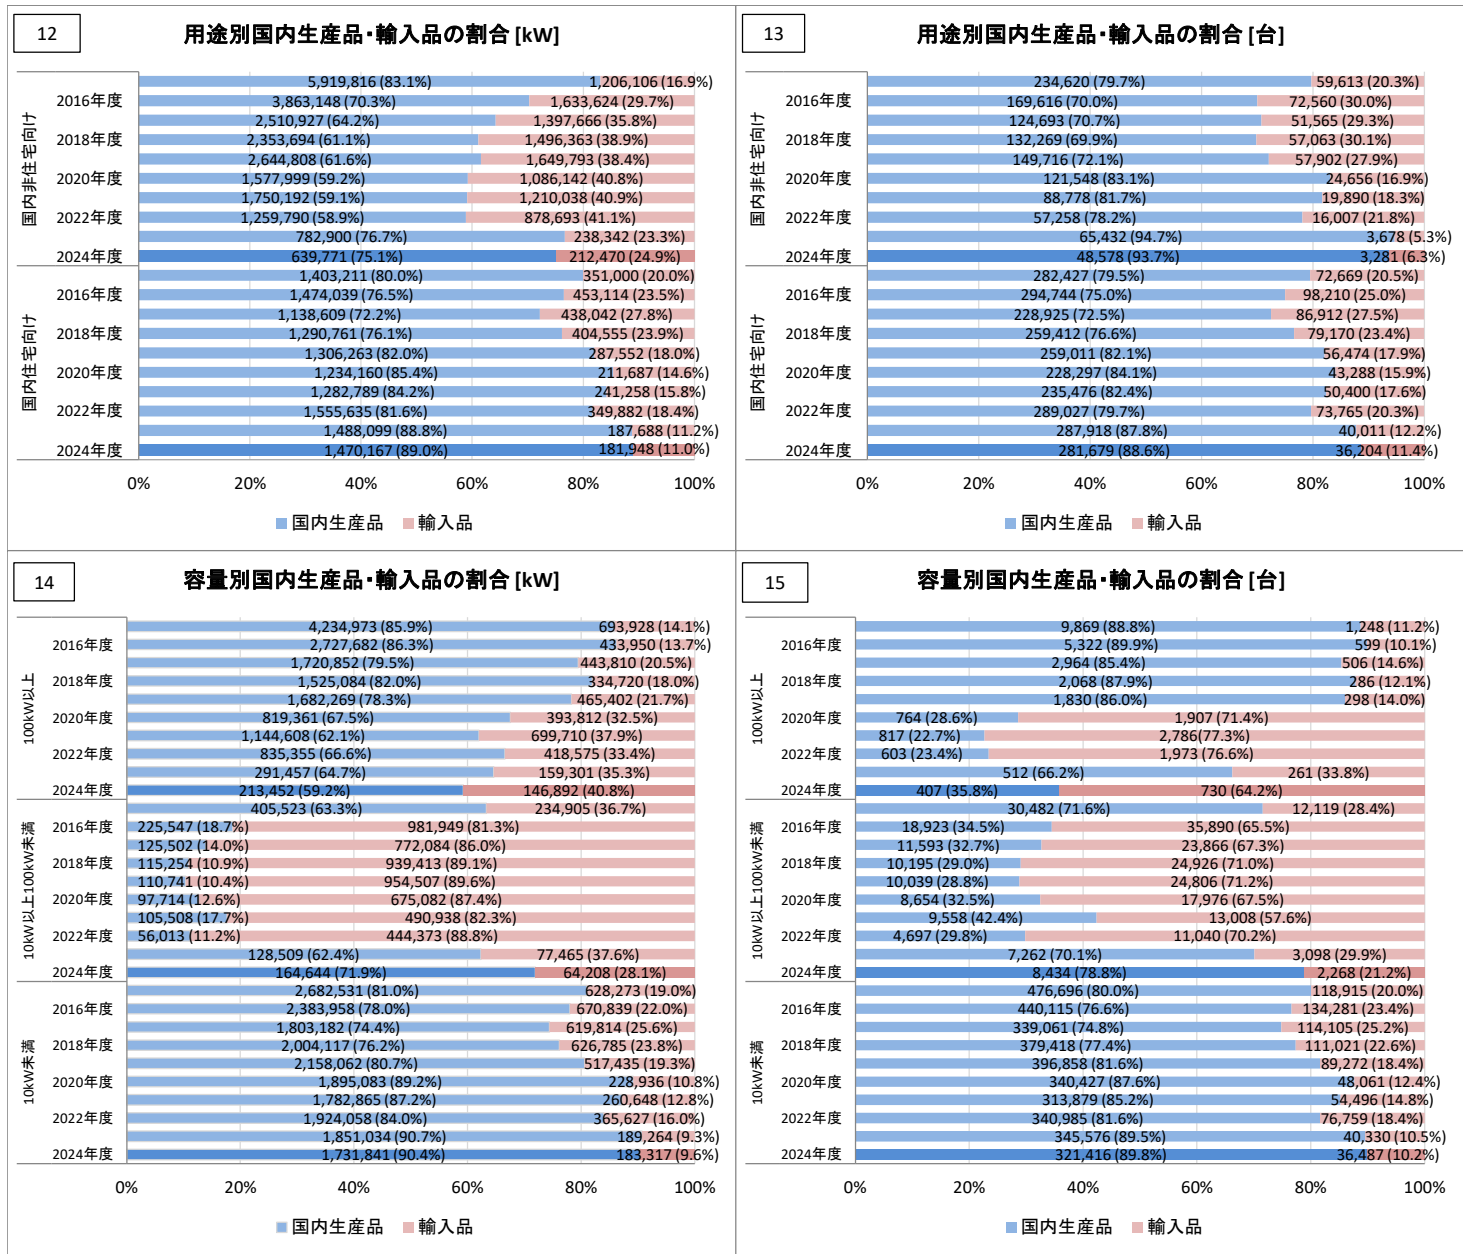 12
用途別国内生産品・輸入品の割合 [kW]
国内非住宅向け
5,919,816 (83.1%) 1,206,106 (16.9%)
2016年度 3,863,148 (70.3%) 1,633,624 (29.7%)
2,510,927 (64.2%) 1,397,666 (35.8%)
2018年度 2,353,694 (61.1%) 1,496,363 (38.9%)
2,644,808 (61.6%) 1,649,793 (38.4%)
2020年度 1,577,999 (59.2%) 1,086,142 (40.8%)
1,750,192 (59.1%) 1,210,038 (40.9%)
2022年度 1,259,790 (58.9%) 878,693 (41.1%)
782,900 (76.7%) 238,342 (23.3%)
2024年度 639,771 (75.1%) 212,470 (24.9%)
国内住宅向け
1,403,211 (80.0%) 351,000 (20.0%)
2016年度 1,474,039 (76.5%) 453,114 (23.5%)
1,138,609 (72.2%) 438,042 (27.8%)
2018年度 1,290,761 (76.1%) 404,555 (23.9%)
1,306,263 (82.0%) 287,552 (18.0%)
2020年度 1,234,160 (85.4%) 211,687 (14.6%)
1,282,789 (84.2%) 241,258 (15.8%)
2022年度 1,555,635 (81.6%) 349,882 (18.4%)
1,488,099 (88.8%) 187,688 (11.2%)
2024年度 1,470,167 (89.0%) 181,948 (11.0%)
0% 20% 40% 60% 80% 100%
国内生産品 輸入品
13
用途別国内生産品・輸入品の割合 [台]
国内非住宅向け
234,620 (79.7%) 59,613 (20.3%)
2016年度 169,616 (70.0%) 72,560 (30.0%)
124,693 (70.7%) 51,565 (29.3%)
2018年度 132,269 (69.9%) 57,063 (30.1%)
149,716 (72.1%) 57,902 (27.9%)
2020年度 121,548 (83.1%) 24,656 (16.9%)
88,778 (81.7%) 19,890 (18.3%)
2022年度 57,258 (78.2%) 16,007 (21.8%)
65,432 (94.7%) 3,678 (5.3%)
2024年度 48,578 (93.7%) 3,281 (6.3%)
国内住宅向け
282,427 (79.5%) 72,669 (20.5%)
2016年度 294,744 (75.0%) 98,210 (25.0%)
228,925 (72.5%) 86,912 (27.5%)
2018年度 259,412 (76.6%) 79,170 (23.4%)
259,011 (82.1%) 56,474 (17.9%)
2020年度 228,297 (84.1%) 43,288 (15.9%)
235,476 (82.4%) 50,400 (17.6%)
2022年度 289,027 (79.7%) 73,765 (20.3%)
287,918 (87.8%) 40,011 (12.2%)
2024年度 281,679 (88.6%) 36,204 (11.4%)
0% 20% 40% 60% 80% 100%
国内生産品 輸入品
14
容量別国内生産品・輸入品の割合 [kW]
100kW以上
4,234,973 (85.9%) 693,928 (14.1%)
2016年度 2,727,682 (86.3%) 433,950 (13.7%)
1,720,852 (79.5%) 443,810 (20.5%)
2018年度 1,525,084 (82.0%) 334,720 (18.0%)
1,682,269 (78.3%) 465,402 (21.7%)
2020年度 819,361 (67.5%) 393,812 (32.5%)
1,144,608 (62.1%) 699,710 (37.9%)
2022年度 835,355 (66.6%) 418,575 (33.4%)
291,457 (64.7%) 159,301 (35.3%)
2024年度 213,452 (59.2%) 146,892 (40.8%)
10kW以上100kW未満
405,523 (63.3%) 234,905 (36.7%)
2016年度 225,547 (18.7%) 981,949 (81.3%)
125,502 (14.0%) 772,084 (86.0%)
2018年度 115,254 (10.9%) 939,413 (89.1%)
110,741 (10.4%) 954,507 (89.6%)
2020年度 97,714 (12.6%) 675,082 (87.4%)
105,508 (17.7%) 490,938 (82.3%)
2022年度 56,013 (11.2%) 444,373 (88.8%)
128,509 (62.4%) 77,465 (37.6%)
2024年度 164,644 (71.9%) 64,208 (28.1%)
10kW未満
2,682,531 (81.0%) 628,273 (19.0%)
2016年度 2,383,958 (78.0%) 670,839 (22.0%)
1,803,182 (74.4%) 619,814 (25.6%)
2018年度 2,004,117 (76.2%) 626,785 (23.8%)
2,158,062 (80.7%) 517,435 (19.3%)
2020年度 1,895,083 (89.2%) 228,936 (10.8%)
1,782,865 (87.2%) 260,648 (12.8%)
2022年度 1,924,058 (84.0%) 365,627 (16.0%)
1,851,034 (90.7%) 189,264 (9.3%)
2024年度 1,731,841 (90.4%) 183,317 (9.6%)
0% 20% 40% 60% 80% 100%
国内生産品 輸入品
15
容量別国内生産品・輸入品の割合 [台]
100kW以上
9,869 (88.8%) 1,248 (11.2%)
2016年度 5,322 (89.9%) 599 (10.1%)
2,964 (85.4%) 506 (14.6%)
2018年度 2,068 (87.9%) 286 (12.1%)
1,830 (86.0%) 298 (14.0%)
2020年度 764 (28.6%) 1,907 (71.4%)
817 (22.7%) 2,786(77.3%)
2022年度 603 (23.4%) 1,973 (76.6%)
512 (66.2%) 261 (33.8%)
2024年度 407 (35.8%) 730 (64.2%)
10kW以上100kW未満
30,482 (71.6%) 12,119 (28.4%)
2016年度 18,923 (34.5%) 35,890 (65.5%)
11,593 (32.7%) 23,866 (67.3%)
2018年度 10,195 (29.0%) 24,926 (71.0%)
10,039 (28.8%) 24,806 (71.2%)
2020年度 8,654 (32.5%) 17,976 (67.5%)
9,558 (42.4%) 13,008 (57.6%)
2022年度 4,697 (29.8%) 11,040 (70.2%)
7,262 (70.1%) 3,098 (29.9%)
2024年度 8,434 (78.8%) 2,268 (21.2%)
10kW未満
476,696 (80.0%) 118,915 (20.0%)
2016年度 440,115 (76.6%) 134,281 (23.4%)
339,061 (74.8%) 114,105 (25.2%)
2018年度 379,418 (77.4%) 111,021 (22.6%)
396,858 (81.6%) 89,272 (18.4%)
2020年度 340,427 (87.6%) 48,061 (12.4%)
313,879 (85.2%) 54,496 (14.8%)
2022年度 340,985 (81.6%) 76,759 (18.4%)
345,576 (89.5%) 40,330 (10.5%)
2024年度 321,416 (89.8%) 36,487 (10.2%)
0% 20% 40% 60% 80% 100%
国内生産品 輸入品